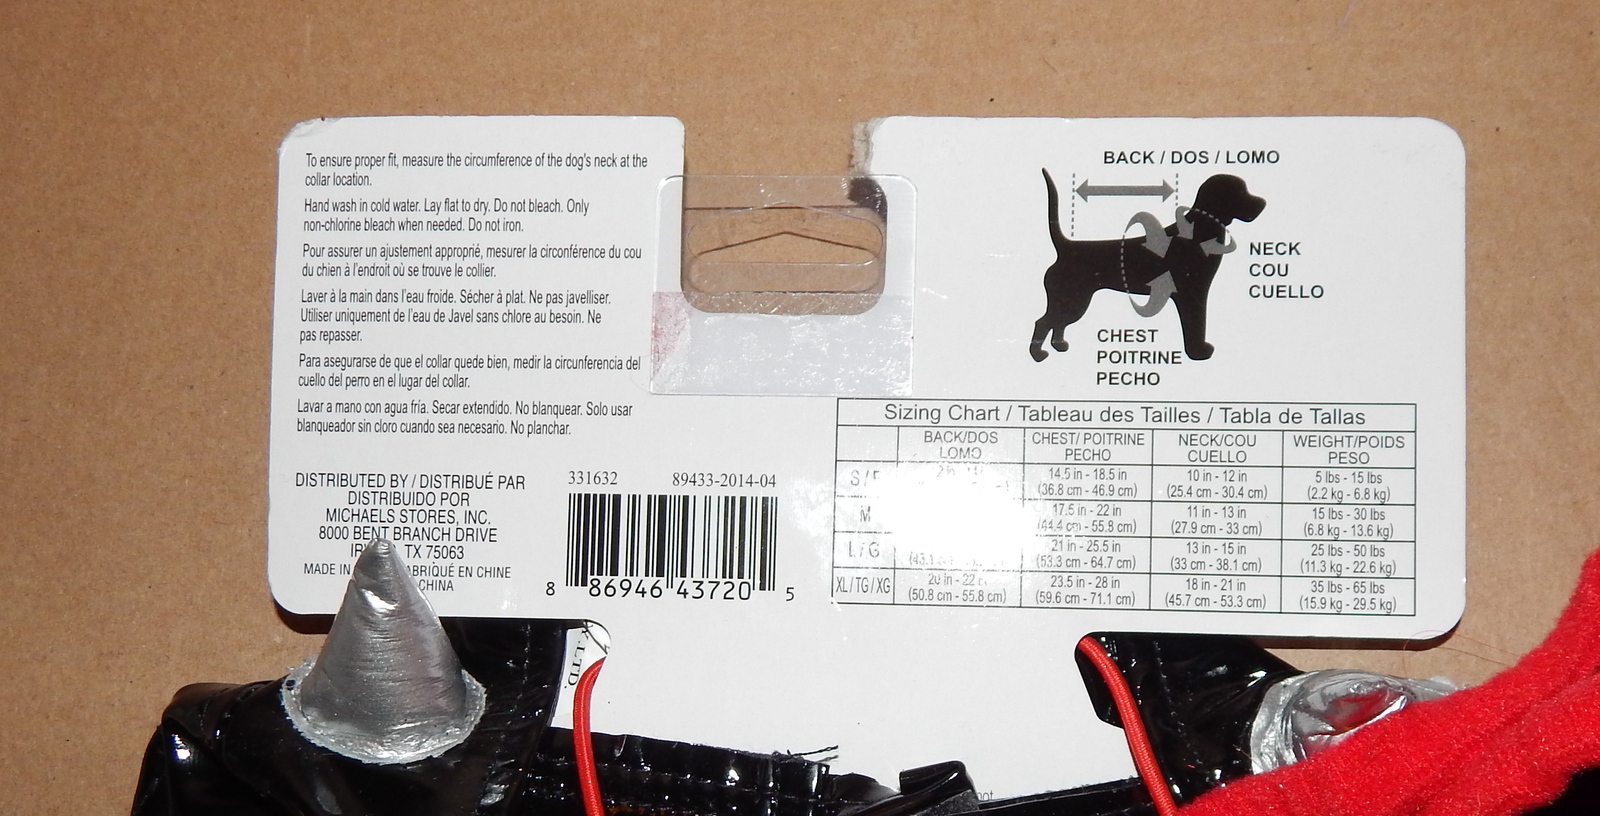 To ensure proper fit, measure the circumference of the dog's neck at the
collar location.
Hand wash in cold water. Lay flat to dry. Do not bleach. Only
non-chlorine bleach when needed. Do not iron.
Pour assurer un ajustement approprié, mesurer la circonférence du cou
du chien à l'endroit où se trouve le collier.
Laver à la main dans l'eau froide. Sécher à plat. Ne pas javelliser.
Utiliser uniquement de l'eau de Javel sans chlore au besoin. Ne
pas repasser.
Para asegurarse de que el collar quede bien, medir la circunferencia del
cuello del perro en el lugar del collar.
Lavar a mano con agua fría. Secar extendido. No blanquear. Solo usar
blanqueador sin cloro cuando sea necesario. No planchar.
DISTRIBUTED BY / DISTRIBUÉ PAR
DISTRIBUIDO POR
MICHAELS STORES, INC.
8000 BENT BRANCH DRIVE
TX 75063
MADE IN EN CHINE
CHINA
331632 89433-2014-04
8 86946 43720 5
BACK / DOS / LOMO
NECK
COU
CUELLO
CHEST
POITRINE
PECHO
Sizing Chart / Tableau des Tailles / Tabla de Tallas
BACK/DOS LOMO CHEST/ POITRINE PECHO NECK/COU CUELLO WEIGHT/POIDS PESO
14.5 in - 18.5 in 10 in - 12 in 5 lbs - 15 lbs
(36.8 cm - 46.9 cm) (25.4 cm - 30.4 cm) (2.2 kg - 6.8 kg)
M 17.5 in - 22 in 11 in - 13 in 15 lbs - 30 lbs
(44.4 cm - 55.8 cm) (27.9 cm - 33 cm) (6.8 kg - 13.6 kg)
L / G 21 in - 25.5 in 13 in - 15 in 25 lbs - 50 lbs
(53.3 cm - 64.7 cm) (33 cm - 38.1 cm) (11.3 kg - 22.6 kg)
XL / TG / XG 20 in - 22 in 23.5 in - 28 in 18 in - 21 in 35 lbs - 65 lbs
(50.8 cm - 55.8 cm) (59.6 cm - 71.1 cm) (45.7 cm - 53.3 cm) (15.9 kg - 29.5 kg)
LTD.